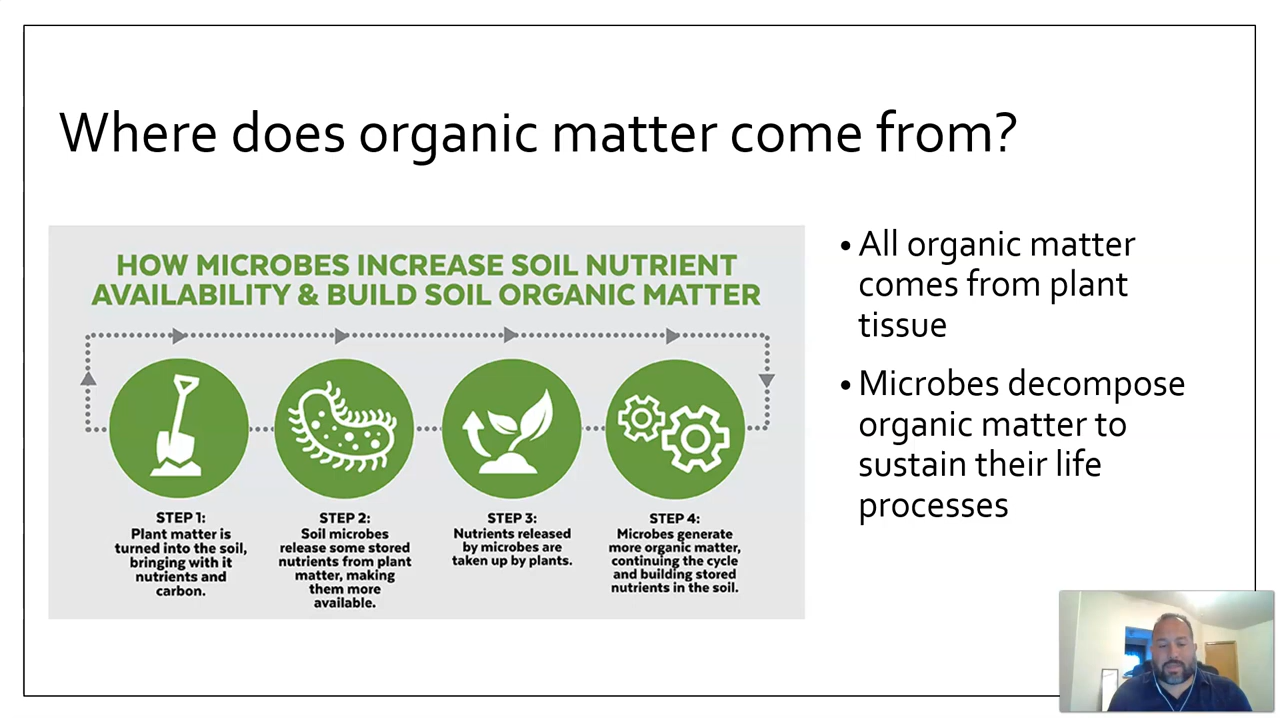 Where does organic matter come from?
HOW MICROBES INCREASE SOIL NUTRIENT
AVAILABILITY & BUILD SOIL ORGANIC MATTER
STEP 1:
Plant matter is
turned into the soil,
bringing with it
nutrients and
carbon.
STEP 2:
Soil microbes
release some stored
nutrients from plant
matter, making
them more
available.
STEP 3:
Nutrients released
by microbes are
taken up by plants.
STEP 4:
Microbes generate
more organic matter,
continuing the cycle
and building stored
nutrients in the soil.
• All organic matter
comes from plant
tissue
• Microbes decompose
organic matter to
sustain their life
processes